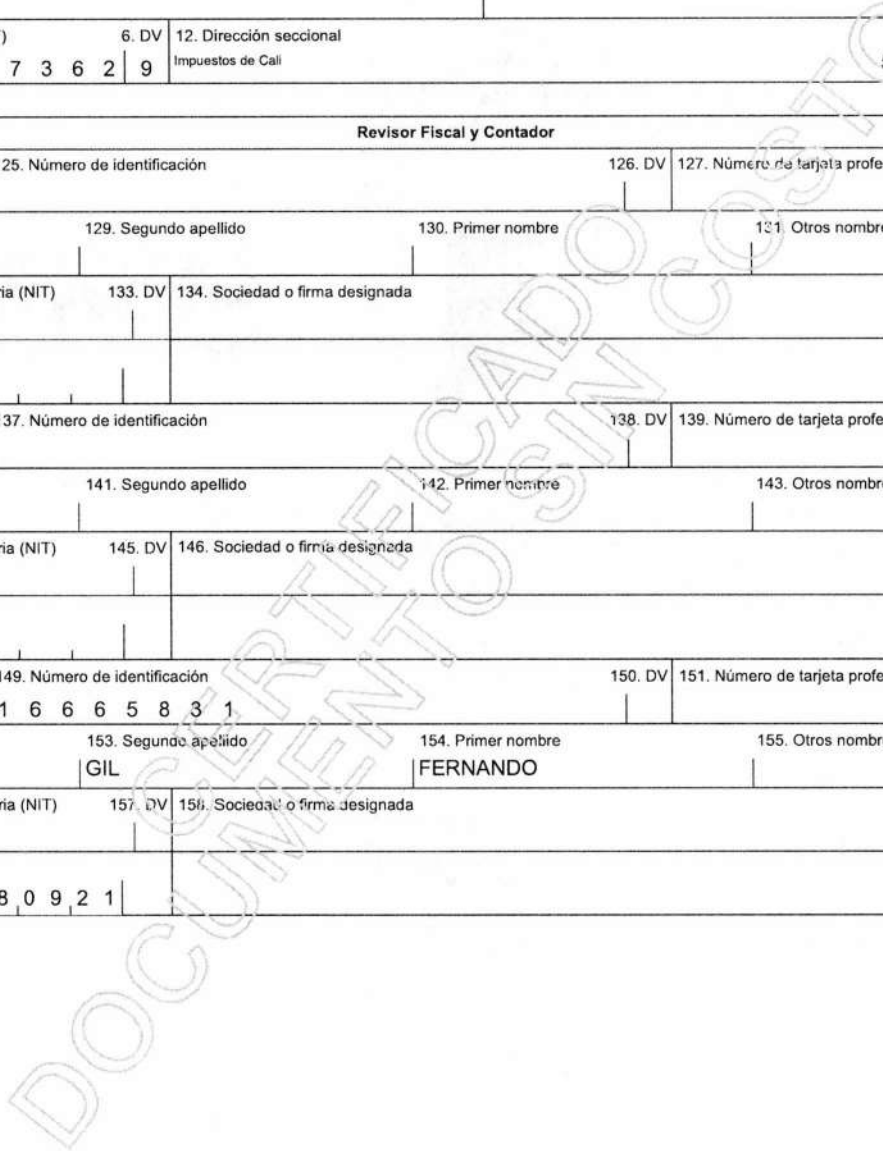 ) 6. DV 12. Dirección seccional
7 3 6 2 9 Impuestos de Cali
Revisor Fiscal y Contador
25. Número de identificación 126. DV 127. Número de tarjeta profe
129. Segundo apellido 130. Primer nombre 131. Otros nombre
ria (NIT) 133. DV 134. Sociedad o firma designada
37. Número de identificación 138. DV 139. Número de tarjeta profe
141. Segundo apellido 142. Primer nombre 143. Otros nombre
ria (NIT) 145. DV 146. Sociedad o firma designada
149. Número de identificación 150. DV 151. Número de tarjeta profe
1 6 6 6 5 8 3 1
153. Segundo apellido 154. Primer nombre 155. Otros nombre
GIL FERNANDO
ria (NIT) 157. DV 158. Sociedad o firma designada
8 0 9 2 1
CERTIFICADO
DOCUMENTO SIN COSTO